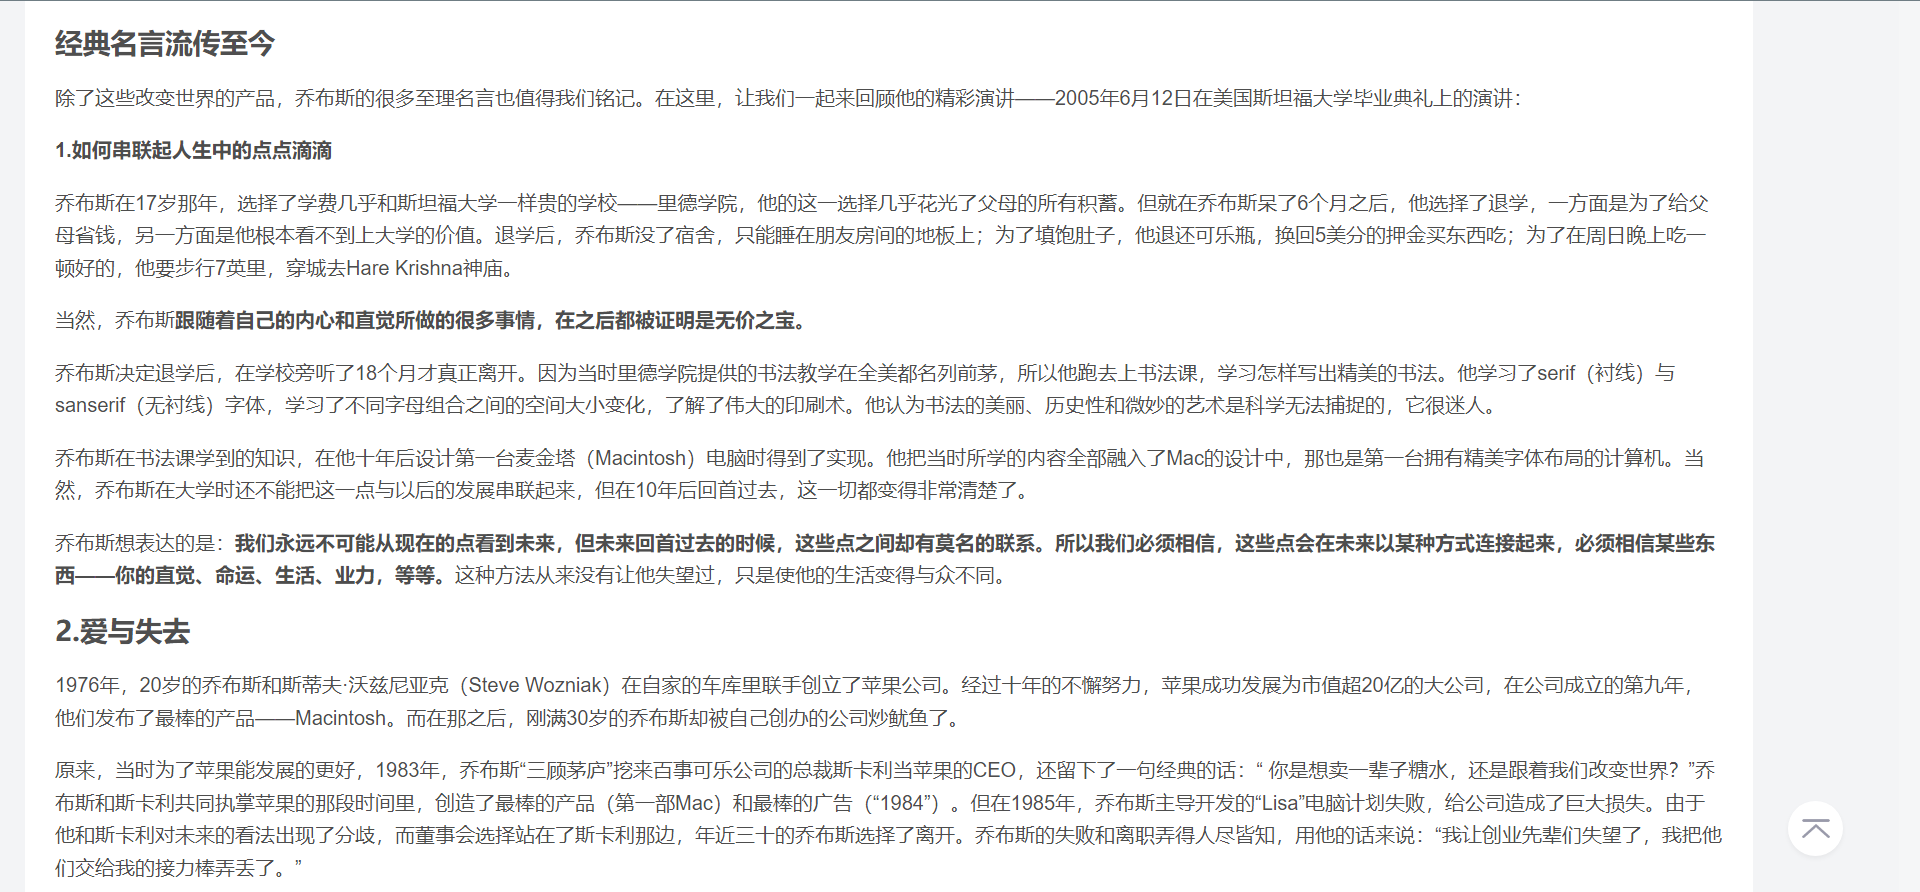 经典名言流传至今
除了这些改变世界的产品，乔布斯的很多至理名言也值得我们铭记。在这里，让我们一起来回顾他的精彩演讲——2005年6月12日在美国斯坦福大学毕业典礼上的演讲：
1.如何串联起人生中的点点滴滴
乔布斯在17岁那年，选择了学费几乎和斯坦福大学一样贵的学校——里德学院，他的这一选择几乎花光了父母的所有积蓄。但就在乔布斯呆了6个月之后，他选择了退学，一方面是为了给父
母省钱，另一方面是他根本看不到上大学的价值。退学后，乔布斯没了宿舍，只能睡在朋友房间的地板上；为了填饱肚子，他退还可乐瓶，换回5美分的押金买东西吃；为了在周日晚上吃一
顿好的，他要步行7英里，穿城去Hare Krishna神庙。
当然，乔布斯跟随着自己的内心和直觉所做的很多事情，在之后都被证明是无价之宝。
乔布斯决定退学后，在学校旁听了18个月才真正离开。因为当时里德学院提供的书法教学在全美都名列前茅，所以他跑去上书法课，学习怎样写出精美的书法。他学习了serif（衬线）与
sanserif（无衬线）字体，学习了不同字母组合之间的空间大小变化，了解了伟大的印刷术。他认为书法的美丽、历史性和微妙的艺术是科学无法捕捉的，它很迷人。
乔布斯在书法课学到的知识，在他十年后设计第一台麦金塔（Macintosh）电脑时得到了实现。他把当时所学的内容全部融入了Mac的设计中，那也是第一台拥有精美字体布局的计算机。当
然，乔布斯在大学时还不能把这一点与以后的发展串联起来，但在10年后回首过去，这一切都变得非常清楚了。
乔布斯想表达的是：我们永远不可能从现在的点看到未来，但未来回首过去的时候，这些点之间却有莫名的联系。所以我们必须相信，这些点会在未来以某种方式连接起来，必须相信某些东
西——你的直觉、命运、生活、业力，等等。这种方法从来没有让他失望过，只是使他的生活变得与众不同。
2.爱与失去
1976年，20岁的乔布斯和斯蒂夫·沃兹尼亚克（Steve Wozniak）在自家的车库里联手创立了苹果公司。经过十年的不懈努力，苹果成功发展为市值超20亿的大公司，在公司成立的第九年，
他们发布了最棒的产品——Macintosh。而在那之后，刚满30岁的乔布斯却被自己创办的公司炒鱿鱼了。
原来，当时为了苹果能发展的更好，1983年，乔布斯“三顾茅庐”挖来百事可乐公司的总裁斯卡利当苹果的CEO，还留下了一句经典的话：“ 你是想卖一辈子糖水，还是跟着我们改变世界？”乔
布斯和斯卡利共同执掌苹果的那段时间里，创造了最棒的产品（第一部Mac）和最棒的广告（“1984”）。但在1985年，乔布斯主导开发的“Lisa”电脑计划失败，给公司造成了巨大损失。由于
他和斯卡利对未来的看法出现了分歧，而董事会选择站在了斯卡利那边，年近三十的乔布斯选择了离开。乔布斯的失败和离职弄得人尽皆知，用他的话来说：“我让创业先辈们失望了，我把他
们交给我的接力棒弄丢了。”